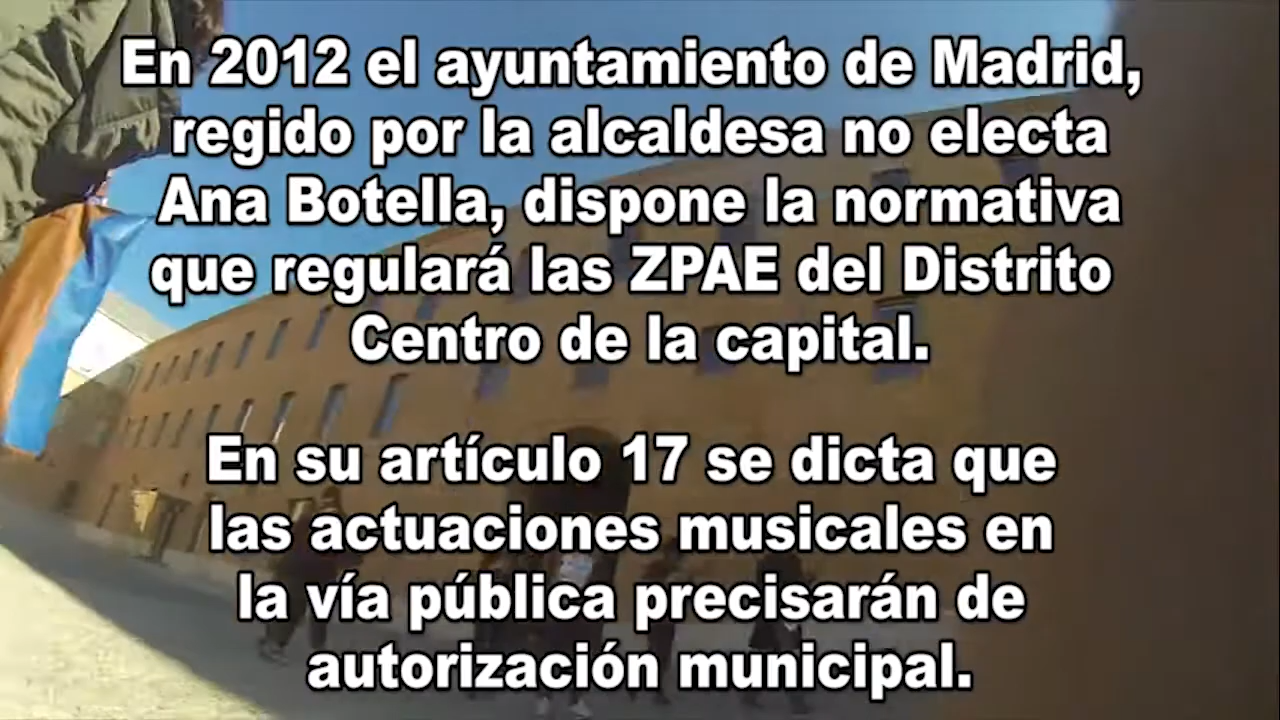 En 2012 el ayuntamiento de Madrid,
regido por la alcaldesa no electa
Ana Botella, dispone la normativa
que regulará las ZPAE del Distrito
Centro de la capital.
En su artículo 17 se dicta que
las actuaciones musicales en
la vía pública precisarán de
autorización municipal.